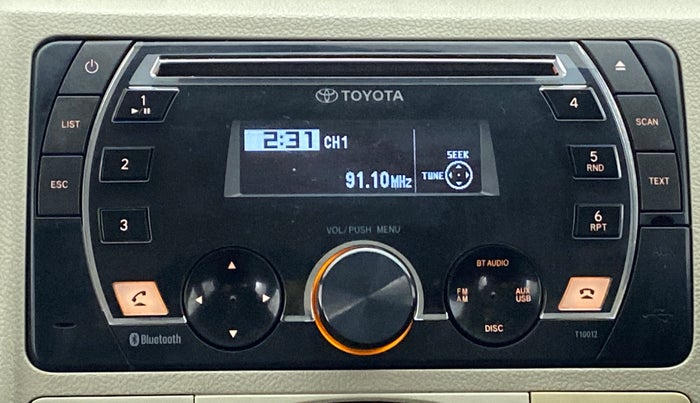 TOYOTA
LIST
ESC
1
2
3
4
5
RND
6
RPT
SCAN
TEXT
2:31 CH1
91.10MHz
SEEK
TUNE
VOL/PUSH MENU
BT AUDIO
FM
AM
AUX
USB
DISC
Bluetooth
T10012